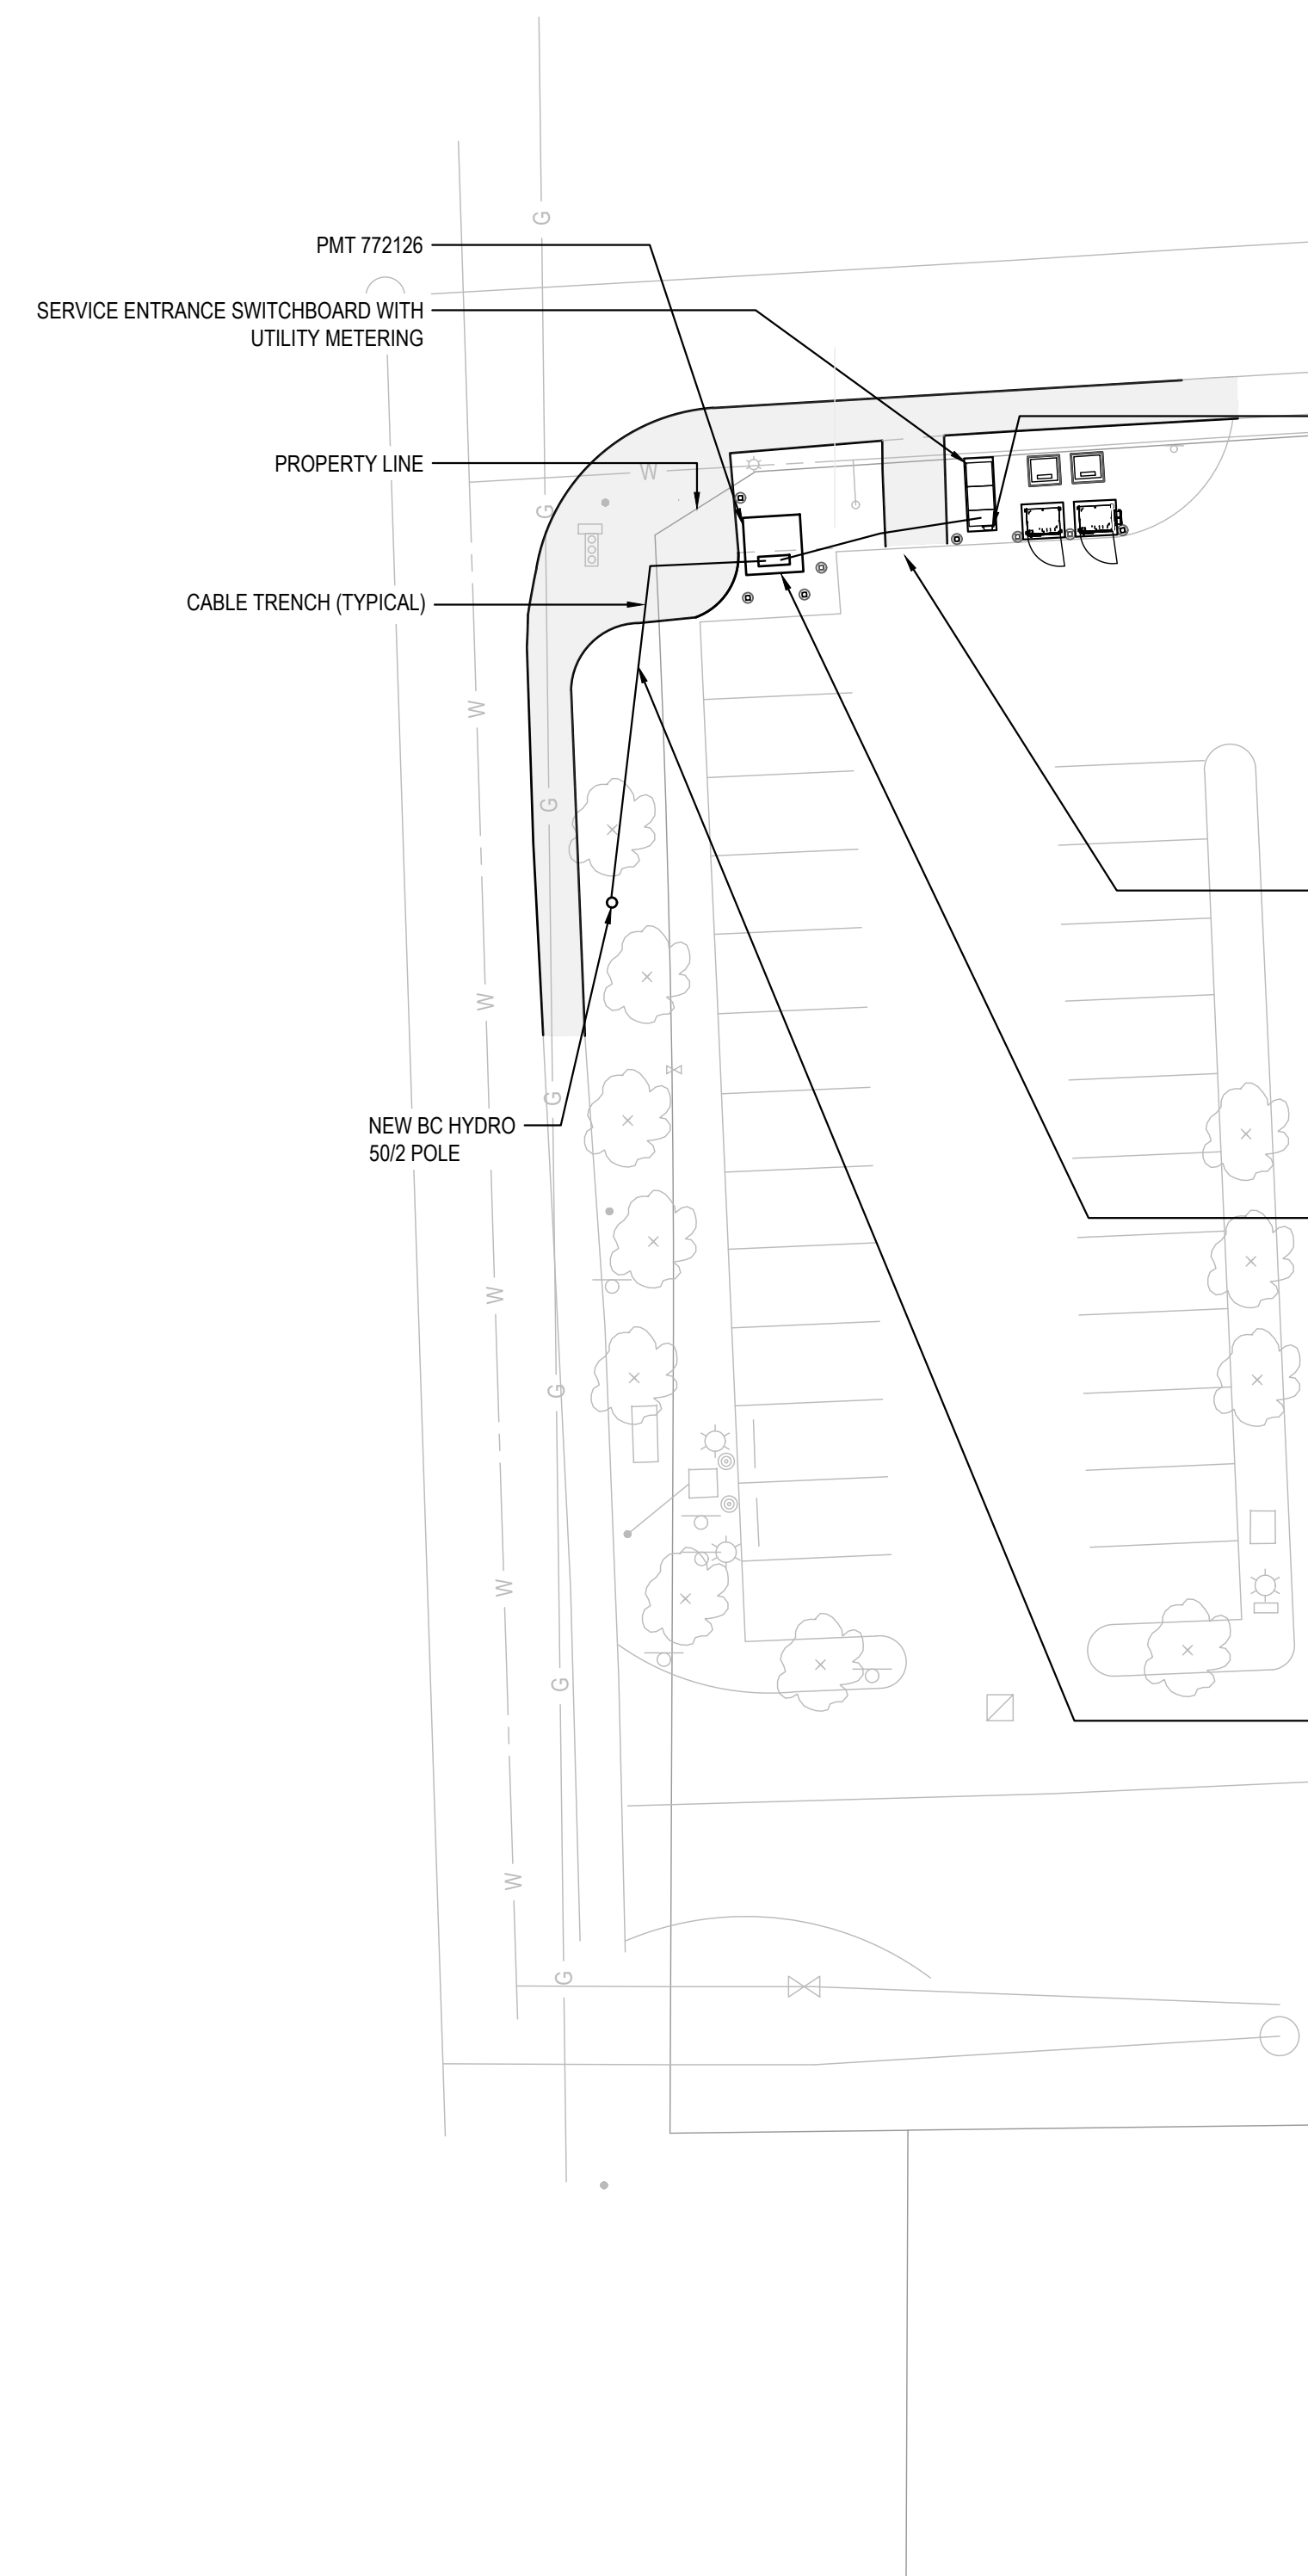 G
PMT 772126
SERVICE ENTRANCE SWITCHBOARD WITH
UTILITY METERING
PROPERTY LINE
W
G
CABLE TRENCH (TYPICAL)
W
G
W
G
NEW BC HYDRO
50/2 POLE
W
G
W
G
W
G